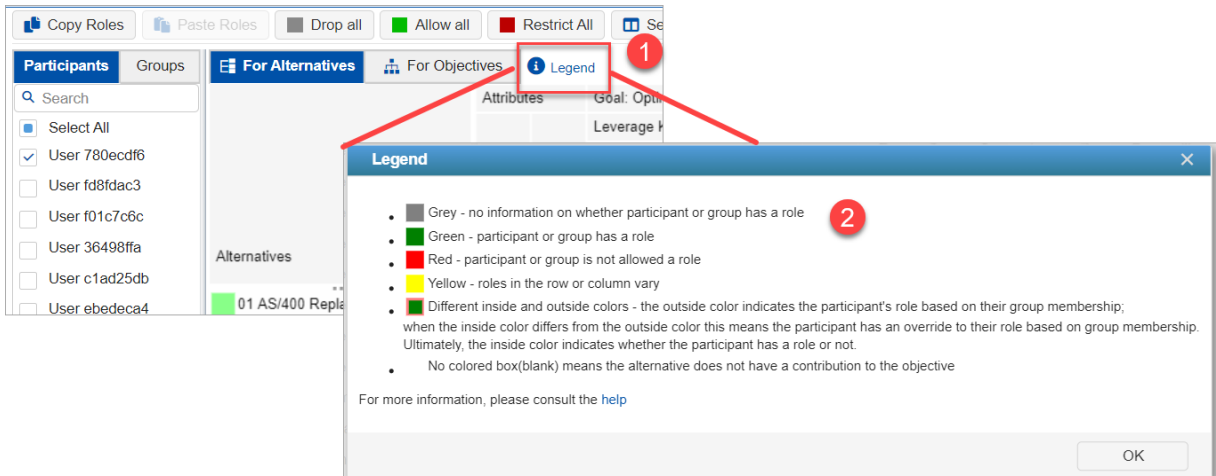 Copy Roles Paste Roles Drop all Allow all Restrict All Se
Participants Groups For Alternatives For Objectives Legend 1
Search
Attributes Goal: Opti
Select All
Leverage
User 780ecdf6
User fd8fdac3
User f01c7c6c
User 36498ffa
Alternatives
User c1ad25db
User ebedeca4
01 AS/400 Repla
Legend
Grey - no information on whether participant or group has a role 2
Green - participant or group has a role
Red - participant or group is not allowed a role
Yellow - roles in the row or column vary
Different inside and outside colors - the outside color indicates the participant's role based on their group membership;
when the inside color differs from the outside color this means the participant has an override to their role based on group membership.
Ultimately, the inside color indicates whether the participant has a role or not.
No colored box(blank) means the alternative does not have a contribution to the objective
For more information, please consult the help
OK